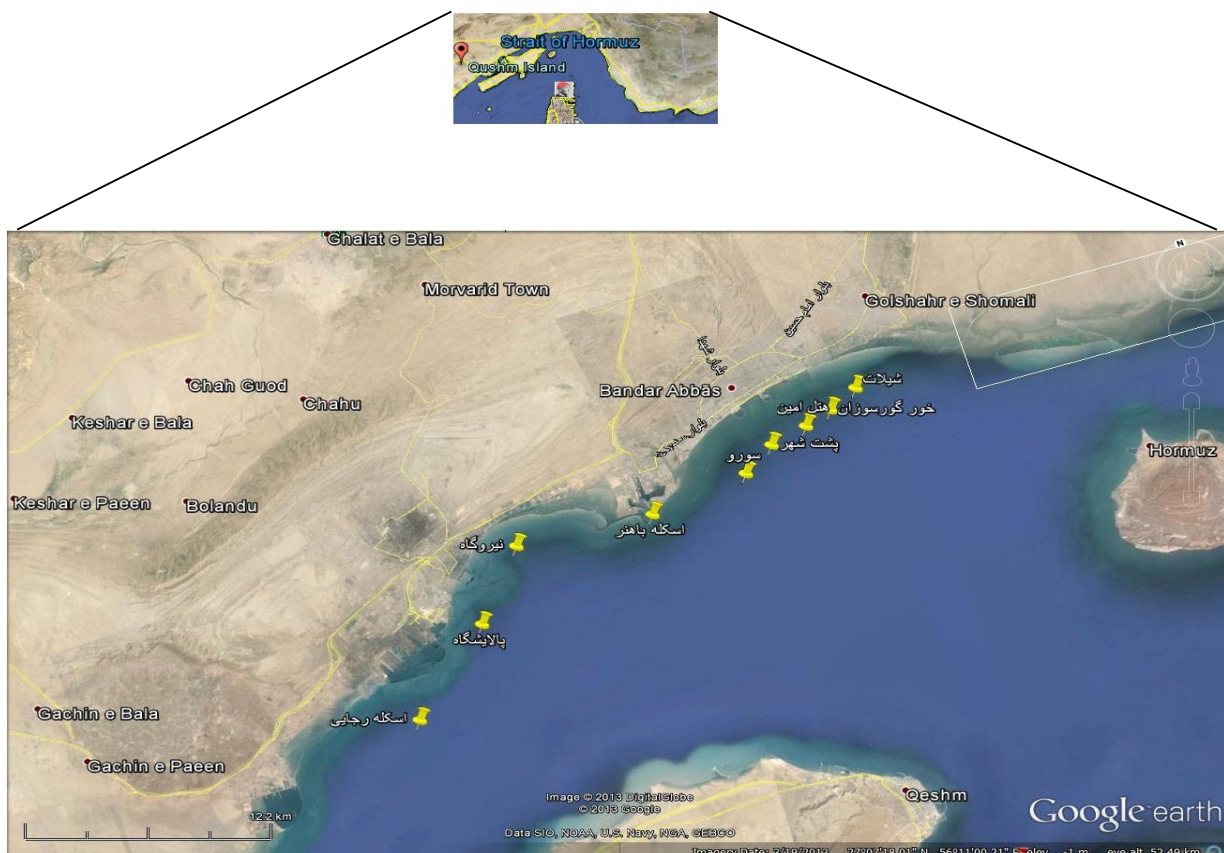 Strait of Hormuz
Qushm Island
Ghalat e Bala
N
Morvarid Town
بلوار امام حسین
Golshahr e Shomali
Chah Guod
Bandar Abbās
شیلات
Keshar e Bala
Chahu
هتل امین
خور گورسوزان
پشت شهر
سورو
Hormuz
Keshar e Paeen
Bolandu
اسکله باهنر
نیروگاه
پالایشگاه
Gachin e Bala
اسکله رجایی
Gachin e Paeen
12.2 km
Image © 2013 DigitalGlobe
© 2013 Google
Data SIO, NOAA, U.S. Navy, NGA, GEBCO
Qeshm
Google earth